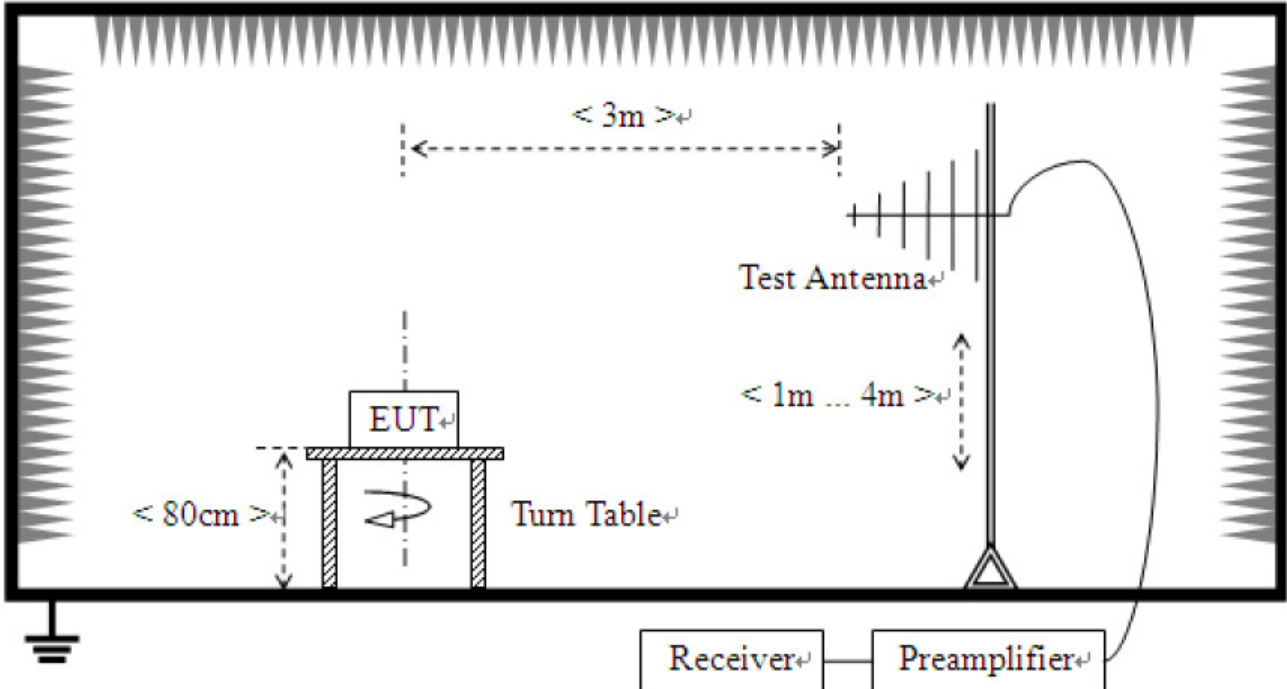 < 3m >↵
Test Antenna↵
< 1m ... 4m >↵
EUT↵
< 80cm >↵
Turn Table↵
Receiver↵
Preamplifier↵